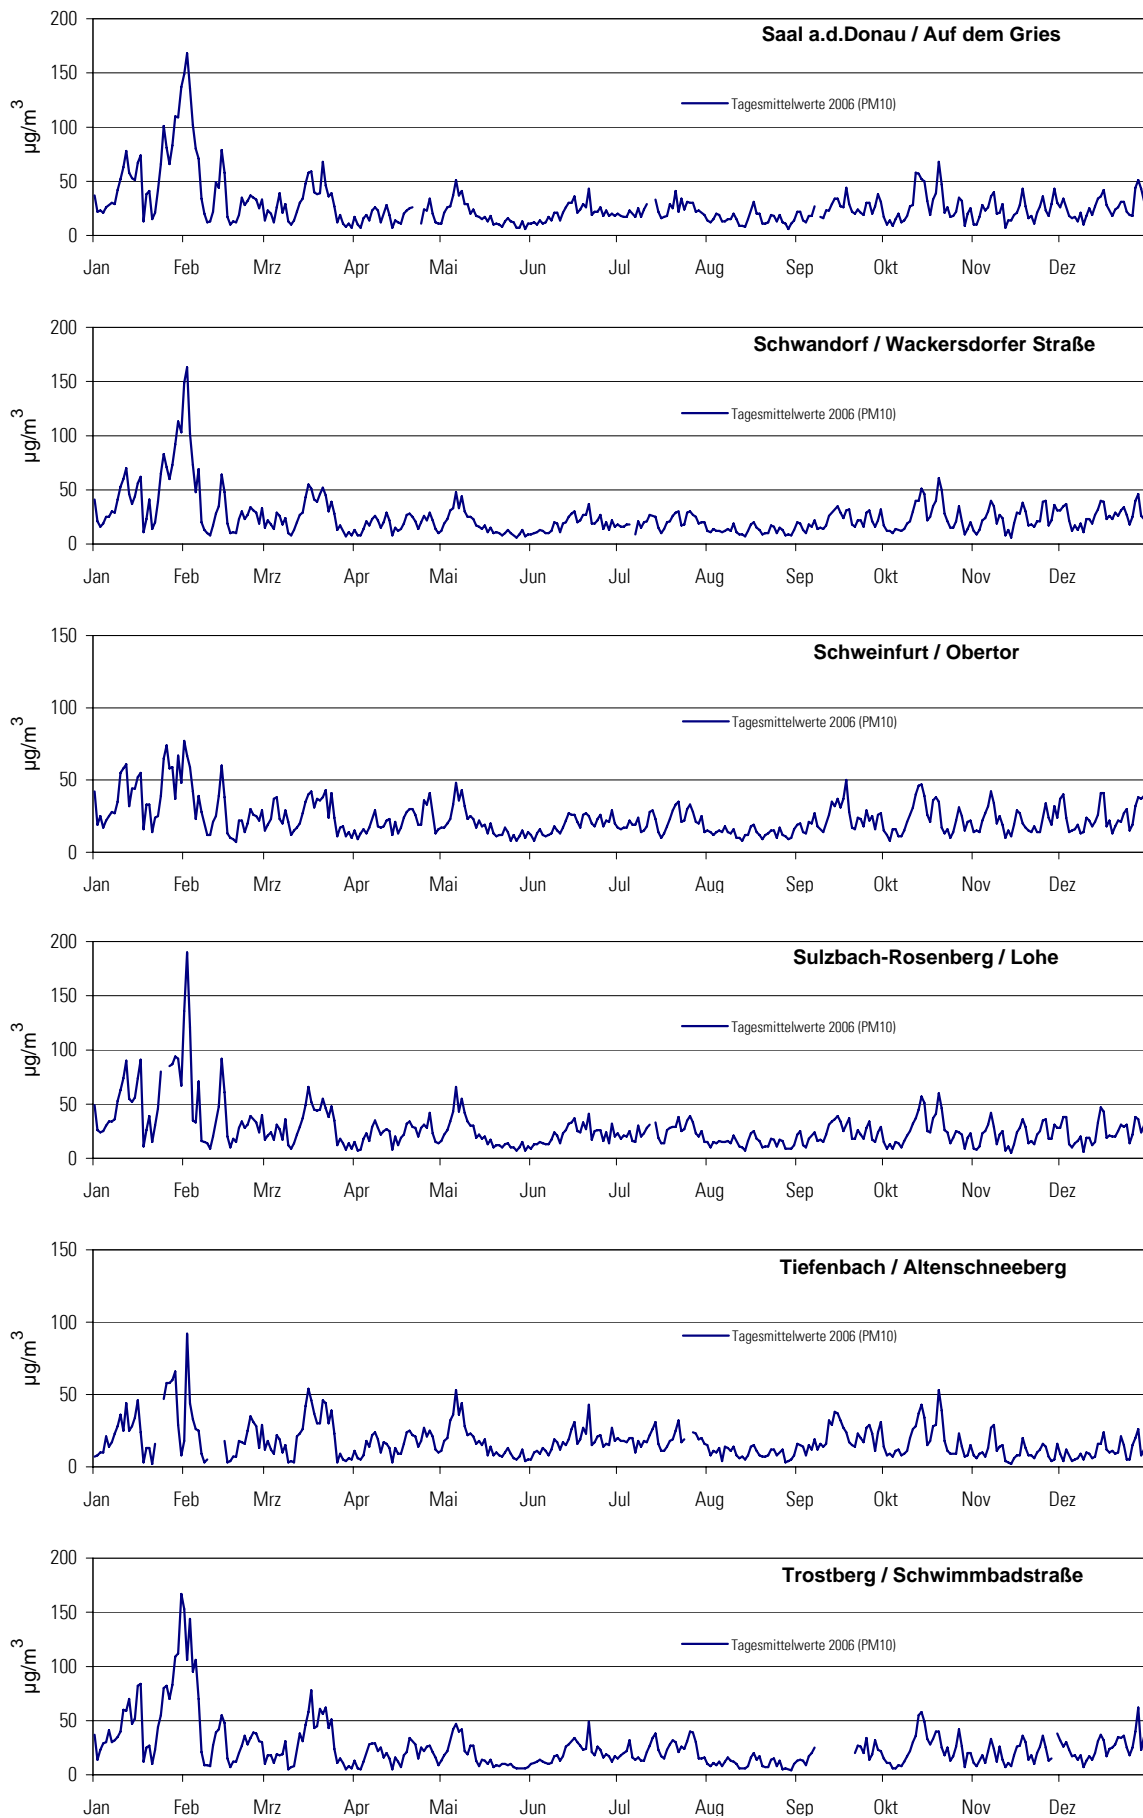 Saal a.d.Donau / Auf dem Gries
Tagesmittelwerte 2006 (PM10)
µg/m³
200
150
100
50
0
Jan Feb Mrz Apr Mai Jun Jul Aug Sep Okt Nov Dez
Schwandorf / Wackersdorfer Straße
Tagesmittelwerte 2006 (PM10)
µg/m³
200
150
100
50
0
Jan Feb Mrz Apr Mai Jun Jul Aug Sep Okt Nov Dez
Schweinfurt / Obertor
Tagesmittelwerte 2006 (PM10)
µg/m³
150
100
50
0
Jan Feb Mrz Apr Mai Jun Jul Aug Sep Okt Nov Dez
Sulzbach-Rosenberg / Lohe
Tagesmittelwerte 2006 (PM10)
µg/m³
200
150
100
50
0
Jan Feb Mrz Apr Mai Jun Jul Aug Sep Okt Nov Dez
Tiefenbach / Altenschneeberg
Tagesmittelwerte 2006 (PM10)
µg/m³
150
100
50
0
Jan Feb Mrz Apr Mai Jun Jul Aug Sep Okt Nov Dez
Trostberg / Schwimmbadstraße
Tagesmittelwerte 2006 (PM10)
µg/m³
200
150
100
50
0
Jan Feb Mrz Apr Mai Jun Jul Aug Sep Okt Nov Dez